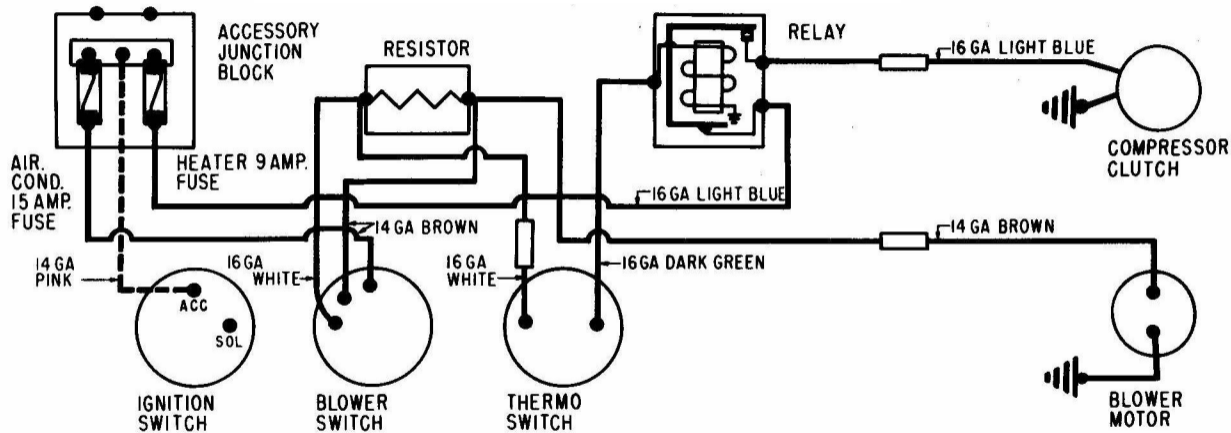 ACCESSORY
JUNCTION
BLOCK
RESISTOR
RELAY
16 GA LIGHT BLUE
COMPRESSOR
CLUTCH
AIR.
COND.
15 AMP.
FUSE
HEATER 9 AMP.
FUSE
16 GA LIGHT BLUE
14 GA BROWN
14 GA BROWN
14 GA
PINK
16 GA
WHITE
16 GA
WHITE
16 GA DARK GREEN
ACC
SOL
IGNITION
SWITCH
BLOWER
SWITCH
THERMO
SWITCH
BLOWER
MOTOR